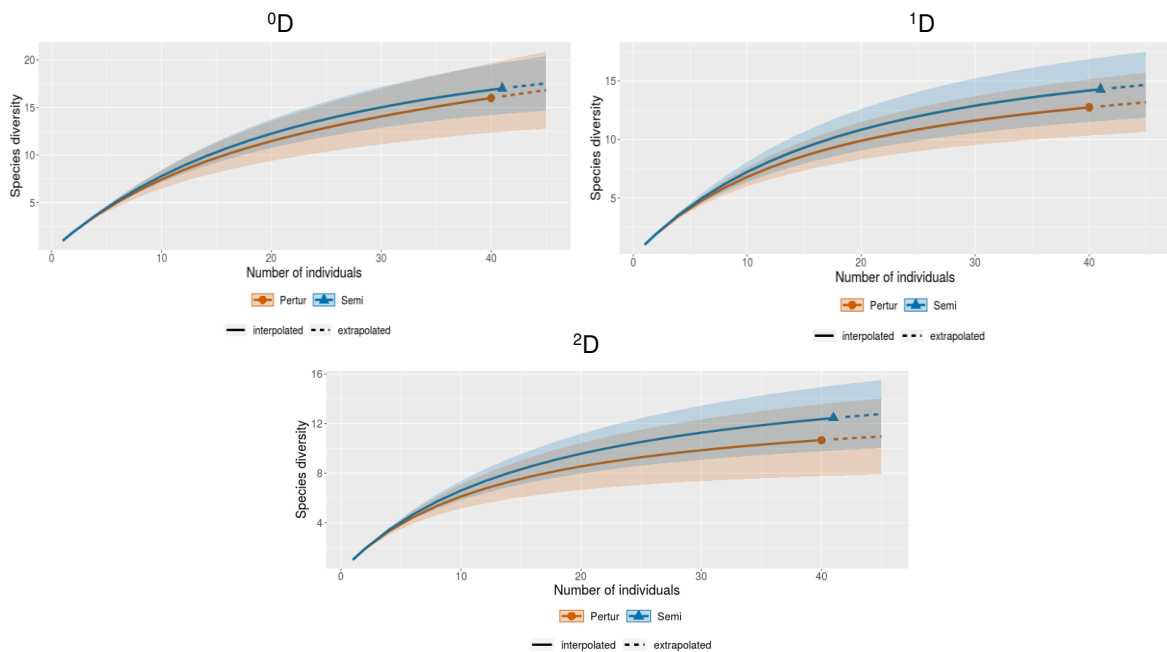 ⁰D
20
15
10
5
Species diversity
0 10 20 30 40
Number of individuals
Pertur Semi
interpolated extrapolated
¹D
15
10
5
Species diversity
0 10 20 30 40
Number of individuals
Pertur Semi
interpolated extrapolated
²D
16
12
8
4
Species diversity
0 10 20 30 40
Number of individuals
Pertur Semi
interpolated extrapolated